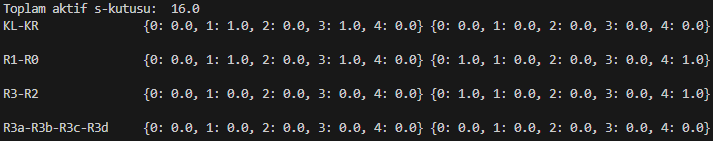 Toplam aktif s-kutusu:  16.0
KL-KR             {0: 0.0, 1: 1.0, 2: 0.0, 3: 1.0, 4: 0.0} {0: 0.0, 1: 0.0, 2: 0.0, 3: 0.0, 4: 0.0}
R1-R0             {0: 0.0, 1: 1.0, 2: 0.0, 3: 1.0, 4: 0.0} {0: 1.0, 1: 0.0, 2: 0.0, 3: 0.0, 4: 1.0}
R3-R2             {0: 0.0, 1: 1.0, 2: 0.0, 3: 1.0, 4: 0.0} {0: 1.0, 1: 0.0, 2: 0.0, 3: 0.0, 4: 1.0}
R3a-R3b-R3c-R3d   {0: 0.0, 1: 0.0, 2: 0.0, 3: 0.0, 4: 0.0} {0: 0.0, 1: 0.0, 2: 0.0, 3: 0.0, 4: 0.0}